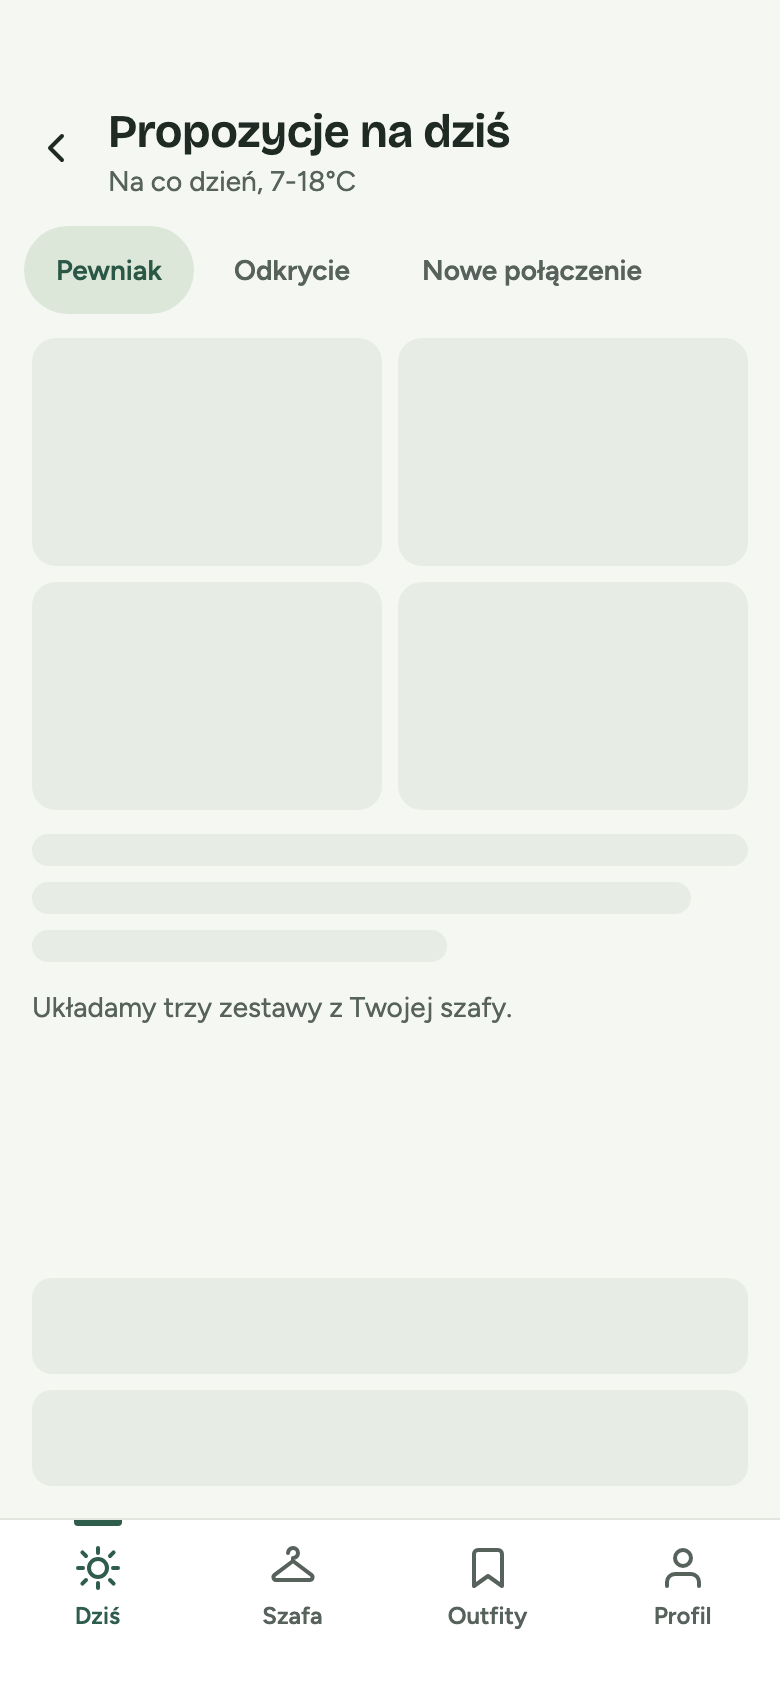 Propozycje na dziś
Na co dzień, 7-18°C
Pewniak
Odkrycie
Nowe połączenie
Układamy trzy zestawy z Twojej szafy.
Dziś
Szafa
Outfity
Profil